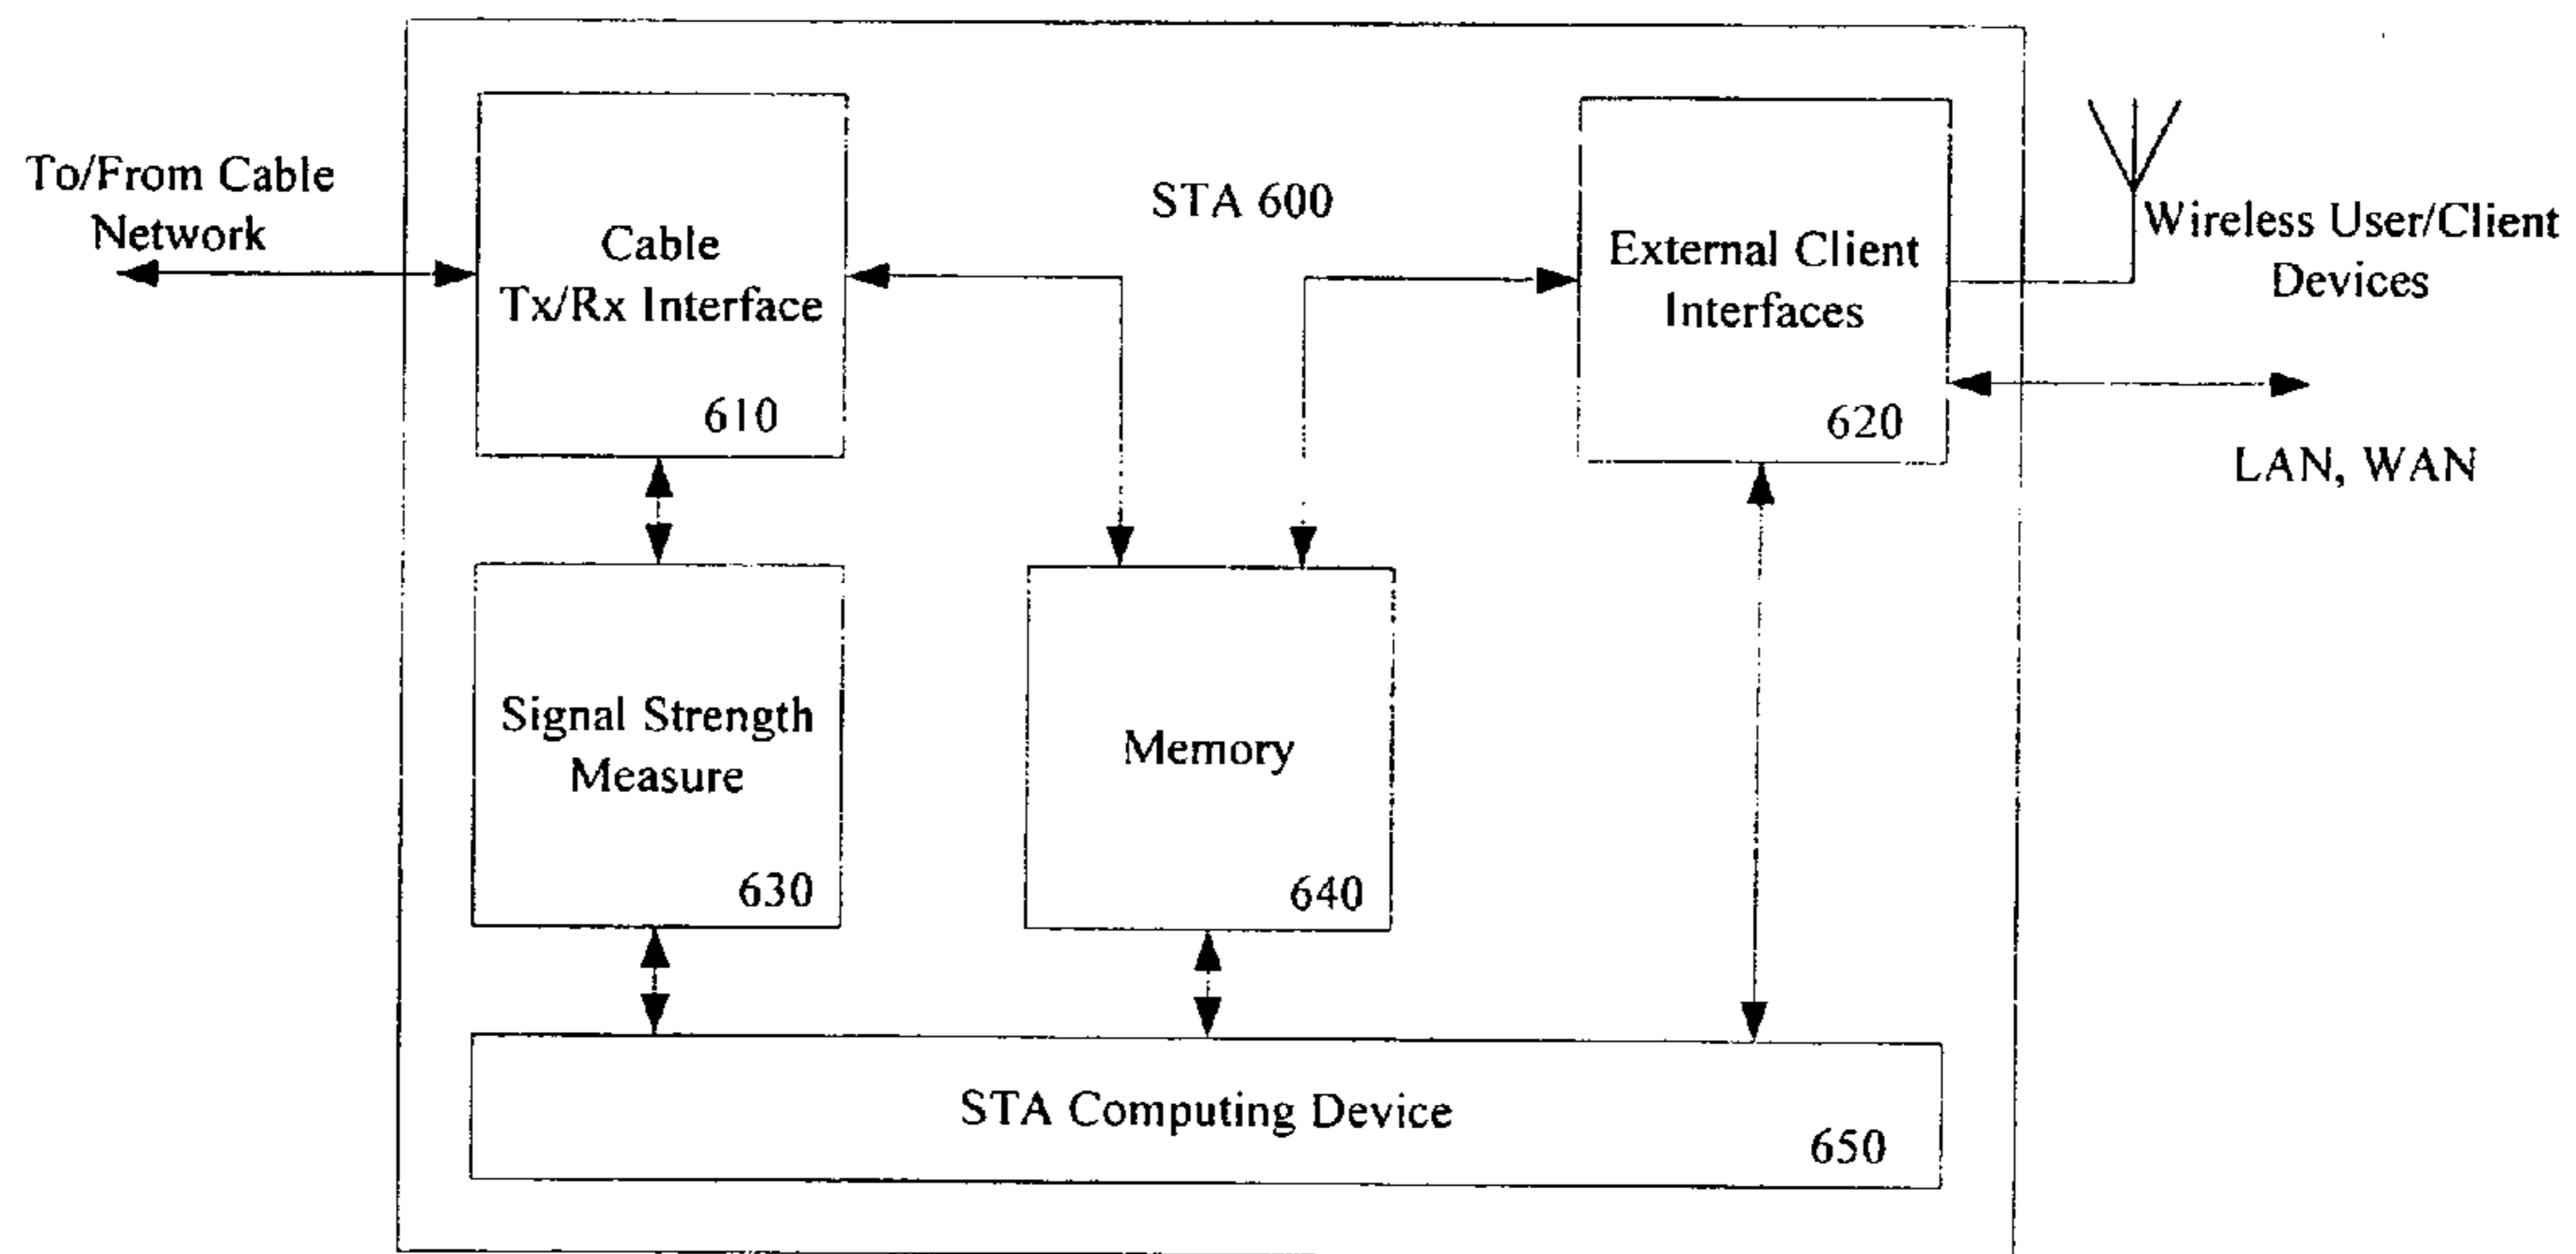 To/From Cable
Network
Cable
Tx/Rx Interface
610
STA 600
External Client
Interfaces
620
Wireless User/Client
Devices
LAN, WAN
Signal Strength
Measure
630
Memory
640
STA Computing Device
650